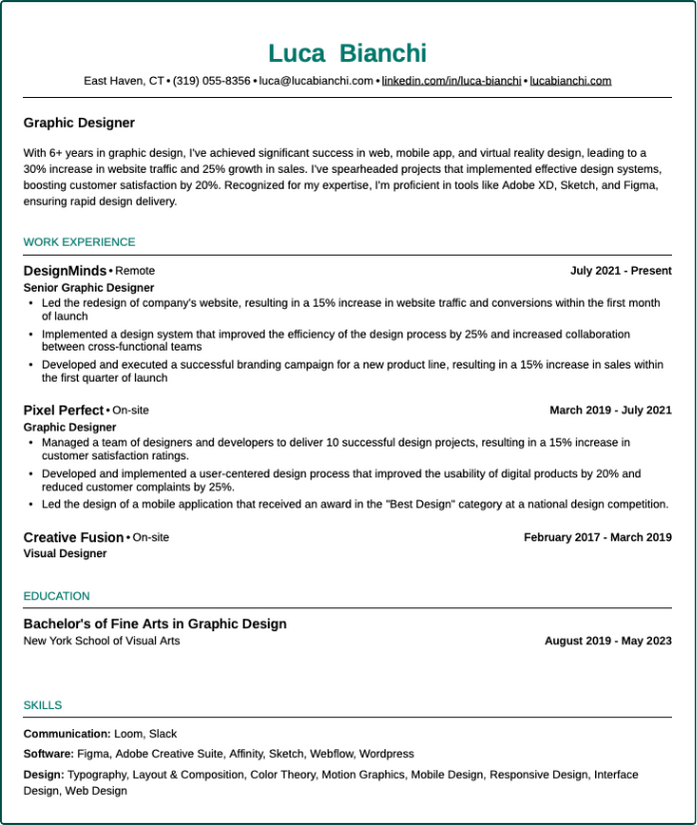 Luca Bianchi
East Haven, CT • (319) 055-8356 • luca@lucabianchi.com • linkedin.com/in/luca-bianchi • lucabianchi.com
Graphic Designer
With 6+ years in graphic design, I've achieved significant success in web, mobile app, and virtual reality design, leading to a
30% increase in website traffic and 25% growth in sales. I've spearheaded projects that implemented effective design systems,
boosting customer satisfaction by 20%. Recognized for my expertise, I'm proficient in tools like Adobe XD, Sketch, and Figma,
ensuring rapid design delivery.
WORK EXPERIENCE
DesignMinds • Remote July 2021 - Present
Senior Graphic Designer
• Led the redesign of company's website, resulting in a 15% increase in website traffic and conversions within the first month
of launch
• Implemented a design system that improved the efficiency of the design process by 25% and increased collaboration
between cross-functional teams
• Developed and executed a successful branding campaign for a new product line, resulting in a 15% increase in sales within
the first quarter of launch
Pixel Perfect • On-site March 2019 - July 2021
Graphic Designer
• Managed a team of designers and developers to deliver 10 successful design projects, resulting in a 15% increase in
customer satisfaction ratings.
• Developed and implemented a user-centered design process that improved the usability of digital products by 20% and
reduced customer complaints by 25%.
• Led the design of a mobile application that received an award in the "Best Design" category at a national design competition.
Creative Fusion • On-site February 2017 - March 2019
Visual Designer
EDUCATION
Bachelor's of Fine Arts in Graphic Design
New York School of Visual Arts August 2019 - May 2023
SKILLS
Communication: Loom, Slack
Software: Figma, Adobe Creative Suite, Affinity, Sketch, Webflow, Wordpress
Design: Typography, Layout & Composition, Color Theory, Motion Graphics, Mobile Design, Responsive Design, Interface
Design, Web Design